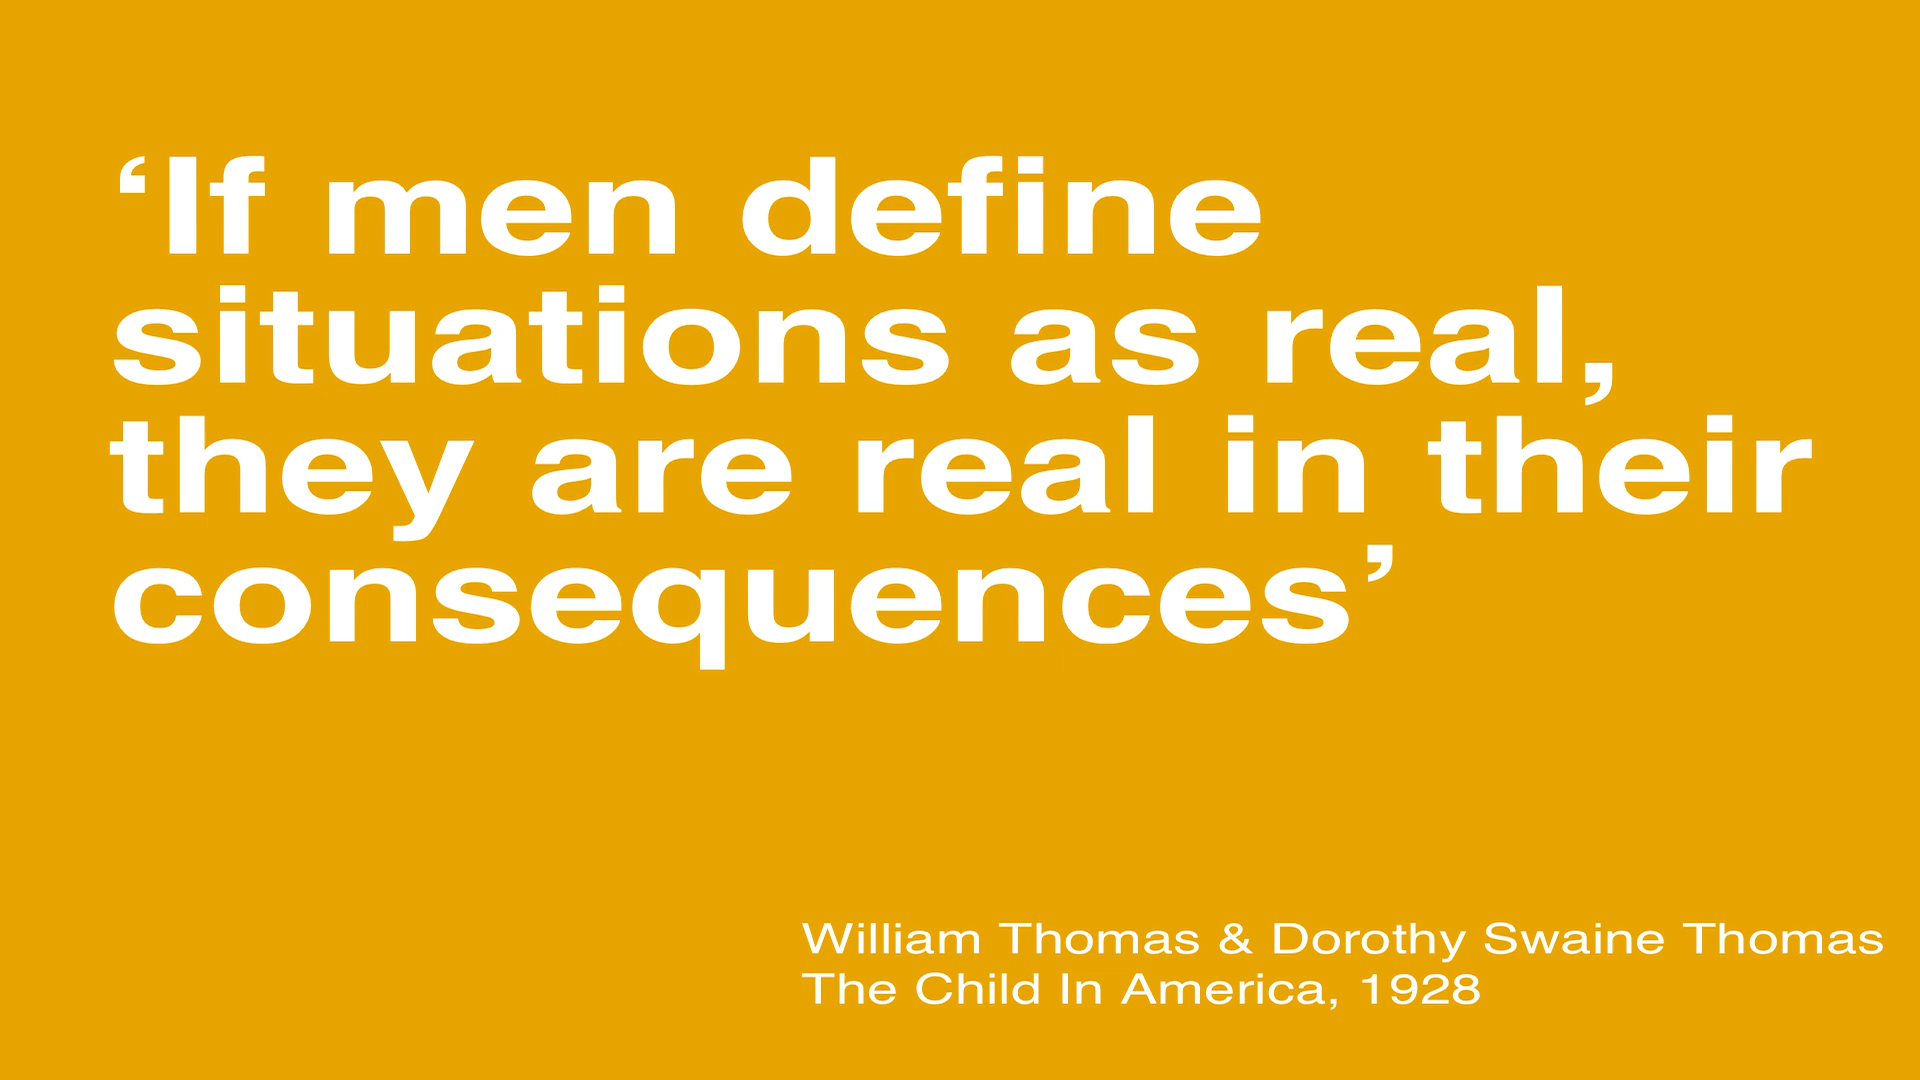 ‘If men define
situations as real,
they are real in their
consequences’
William Thomas & Dorothy Swaine Thomas
The Child In America, 1928